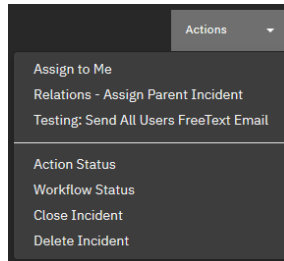 Actions
Assign to Me
Relations - Assign Parent Incident
Testing: Send All Users FreeText Email
Action Status
Workflow Status
Close Incident
Delete Incident